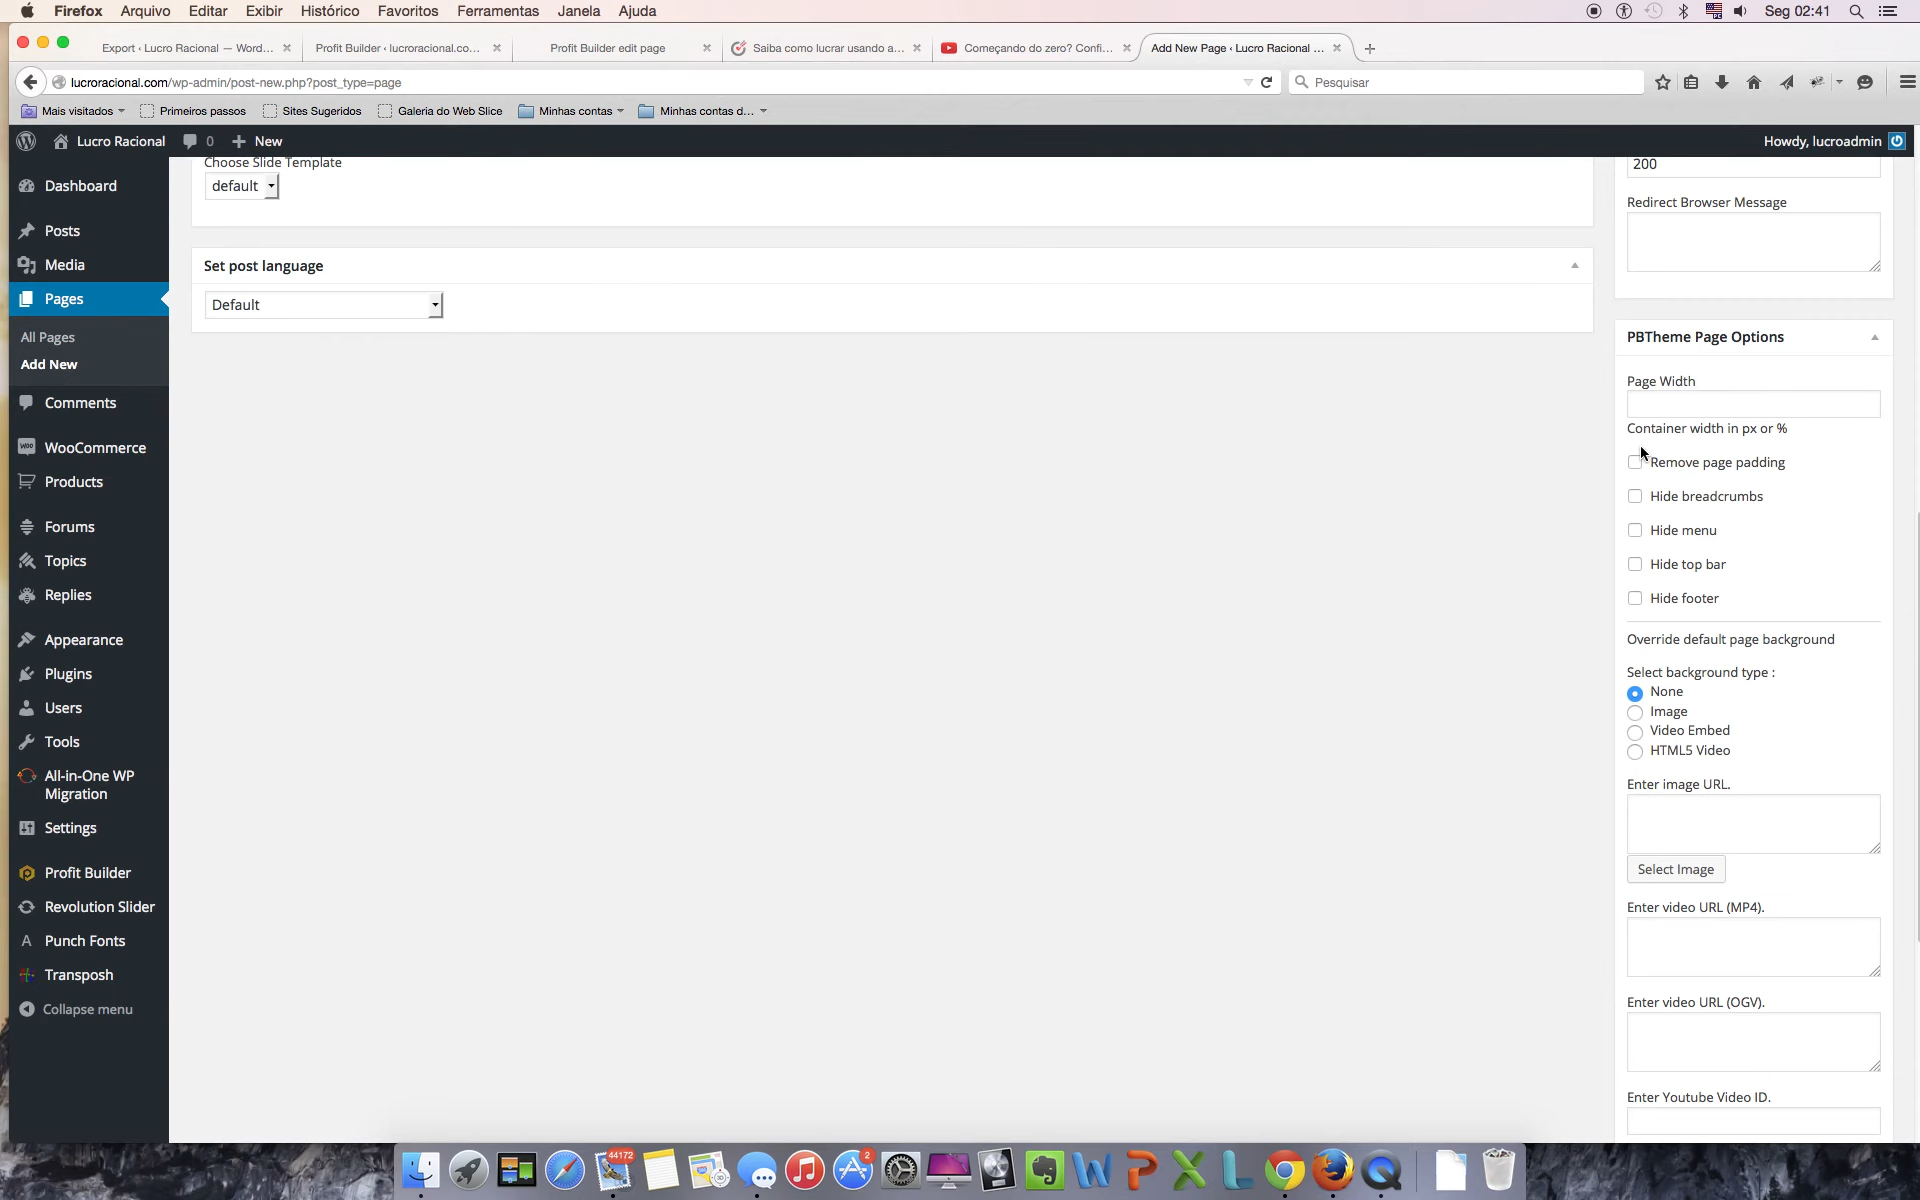 Firefox Arquivo Editar Exibir Histórico Favoritos Ferramentas Janela Ajuda Seg 02:41
Export ‹ Lucro Racional — Word... Profit Builder ‹ lucroracional.co... Profit Builder edit page Saiba como lucrar usando a... Começando do zero? Confi... Add New Page ‹ Lucro Racional ...
lucroracional.com/wp-admin/post-new.php?post_type=page Pesquisar
Mais visitados Primeiros passos Sites Sugeridos Galeria do Web Slice Minhas contas Minhas contas d...
Lucro Racional 0 New Howdy, lucroadmin
Dashboard
Posts
Media
Pages
All Pages
Add New
Comments
WooCommerce
Products
Forums
Topics
Replies
Appearance
Plugins
Users
Tools
All-in-One WP
Migration
Settings
Profit Builder
Revolution Slider
Punch Fonts
Transposh
Collapse menu
Choose Slide Template
default
Set post language
Default
200
Redirect Browser Message
PBTheme Page Options
Page Width
Container width in px or %
Remove page padding
Hide breadcrumbs
Hide menu
Hide top bar
Hide footer
Override default page background
Select background type :
None
Image
Video Embed
HTML5 Video
Enter image URL.
Select Image
Enter video URL (MP4).
Enter video URL (OGV).
Enter Youtube Video ID.
44172
2